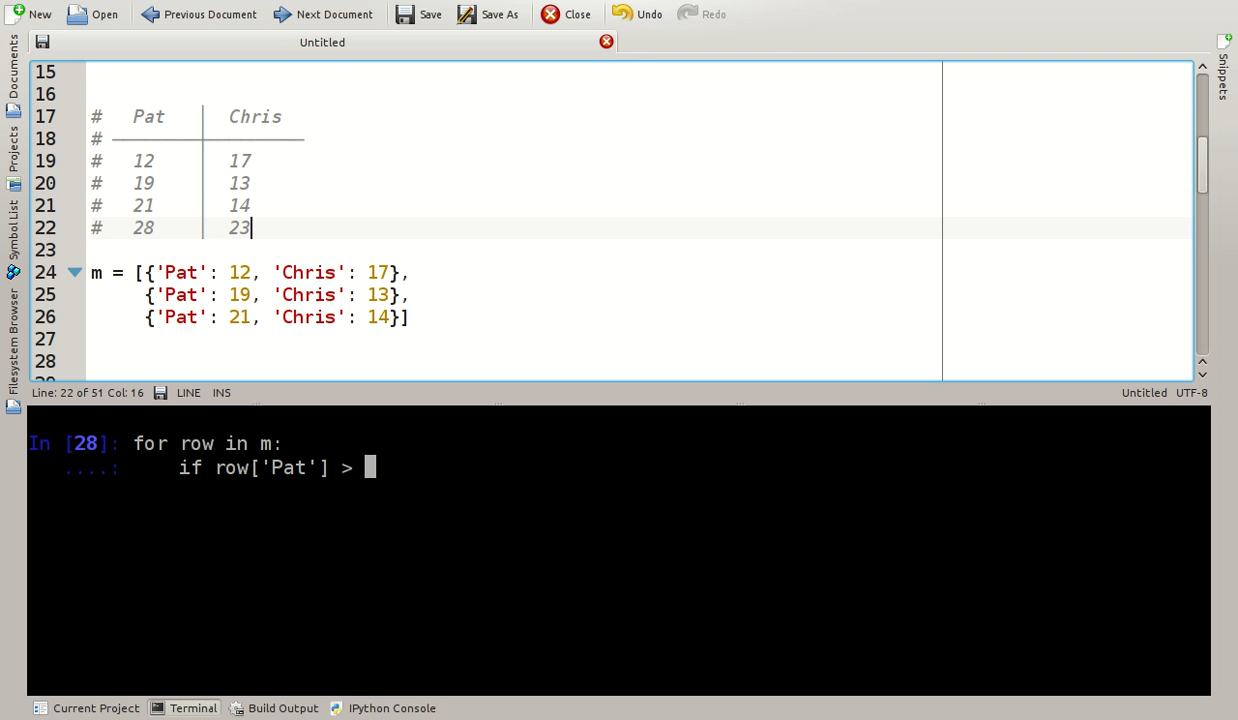 New Open Previous Document Next Document Save Save As Close Undo Redo
Untitled
Documents
Projects
Symbol List
Filesystem Browser
Snippets
15
16
17 # Pat Chris
18 #
19 # 12 17
20 # 19 13
21 # 21 14
22 # 28 23
23
24 m = [{'Pat': 12, 'Chris': 17},
25 {'Pat': 19, 'Chris': 13},
26 {'Pat': 21, 'Chris': 14}]
27
28
29
Line: 22 of 51 Col: 16 LINE INS Untitled UTF-8
In [28]: for row in m:
....: if row['Pat'] >
Current Project Terminal Build Output IPython Console